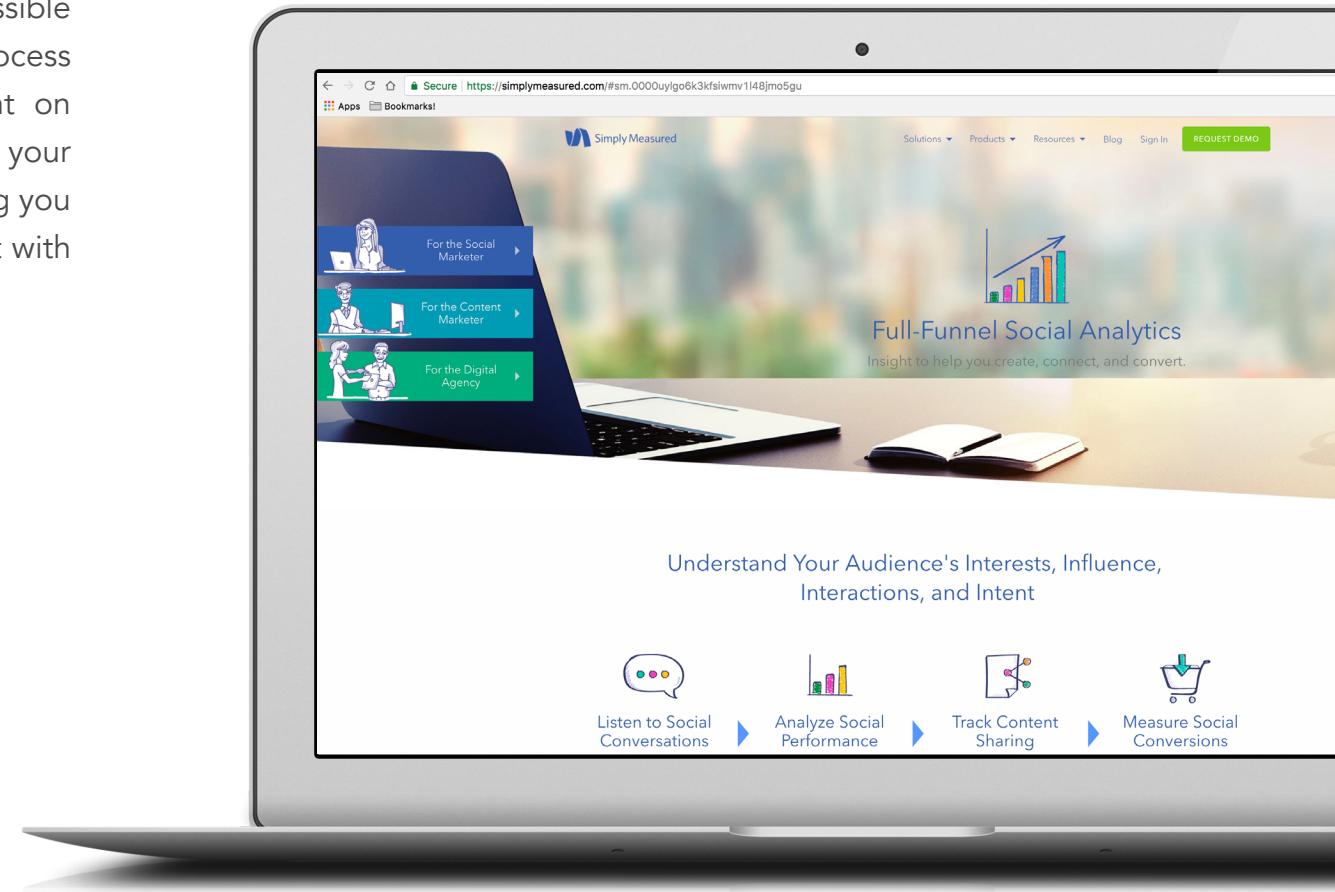 ssible
ocess
nt on
your
g you
t with
Secure https://simplymeasured.com/#sm.0000uylgo6k3kfsiwmv1l48jmo5gu
Apps Bookmarks!
Simply Measured
Solutions Products Resources Blog Sign In REQUEST DEMO
For the Social
Marketer
For the Content
Marketer
For the Digital
Agency
Full-Funnel Social Analytics
Insight to help you create, connect, and convert.
Understand Your Audience's Interests, Influence,
Interactions, and Intent
Listen to Social
Conversations
Analyze Social
Performance
Track Content
Sharing
Measure Social
Conversions